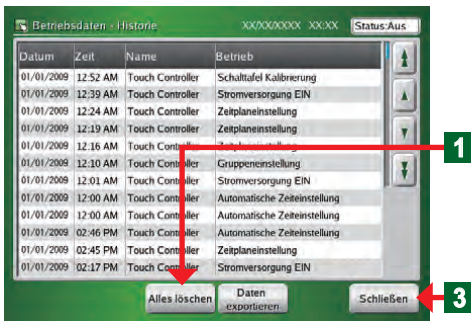 Betriebsdaten - Historie XX/XX/XXXX XX:XX Status:Aus
Datum Zeit Name Betrieb
01/01/2009 12:52 AM Touch Controller Schalttafel Kalibrierung
01/01/2009 12:39 AM Touch Controller Stromversorgung EIN
01/01/2009 12:24 AM Touch Controller Zeitplaneinstellung
01/01/2009 12:19 AM Touch Controller Zeitplaneinstellung
01/01/2009 12:16 AM Touch Controller Zeitplaneinstellung
1
01/01/2009 12:10 AM Touch Controller Gruppeneinstellung
01/01/2009 12:01 AM Touch Controller Stromversorgung EIN
01/01/2009 12:00 AM Touch Controller Automatische Zeiteinstellung
01/01/2009 12:00 AM Touch Controller Automatische Zeiteinstellung
01/01/2009 02:46 PM Touch Controller Automatische Zeiteinstellung
01/01/2009 02:45 PM Touch Controller Zeitplaneinstellung
01/01/2009 02:17 PM Touch Controller Stromversorgung EIN
Alles löschen Daten exportieren Schließen 3